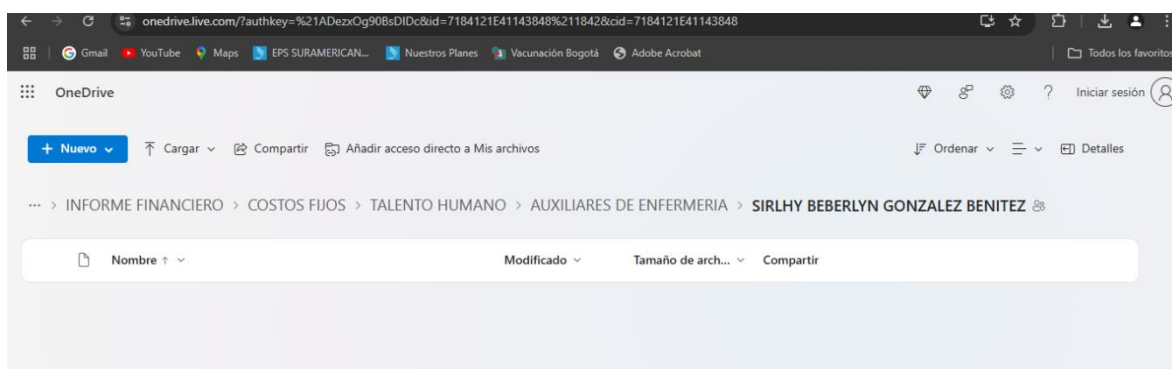 onedrive.live.com/?authkey=%21ADezxOg90BsDIDc&id=7184121E41143848%211842&cid=7184121E41143848
Gmail YouTube Maps EPS SURAMERICAN... Nuestros Planes Vacunación Bogotá Adobe Acrobat Todos los favoritos
OneDrive Iniciar sesión
+ Nuevo Cargar Compartir Añadir acceso directo a Mis archivos Ordenar Detalles
... > INFORME FINANCIERO > COSTOS FIJOS > TALENTO HUMANO > AUXILIARES DE ENFERMERIA > SIRLHY BEBERLYN GONZALEZ BENITEZ
Nombre ↑ Modificado Tamaño de arch... Compartir